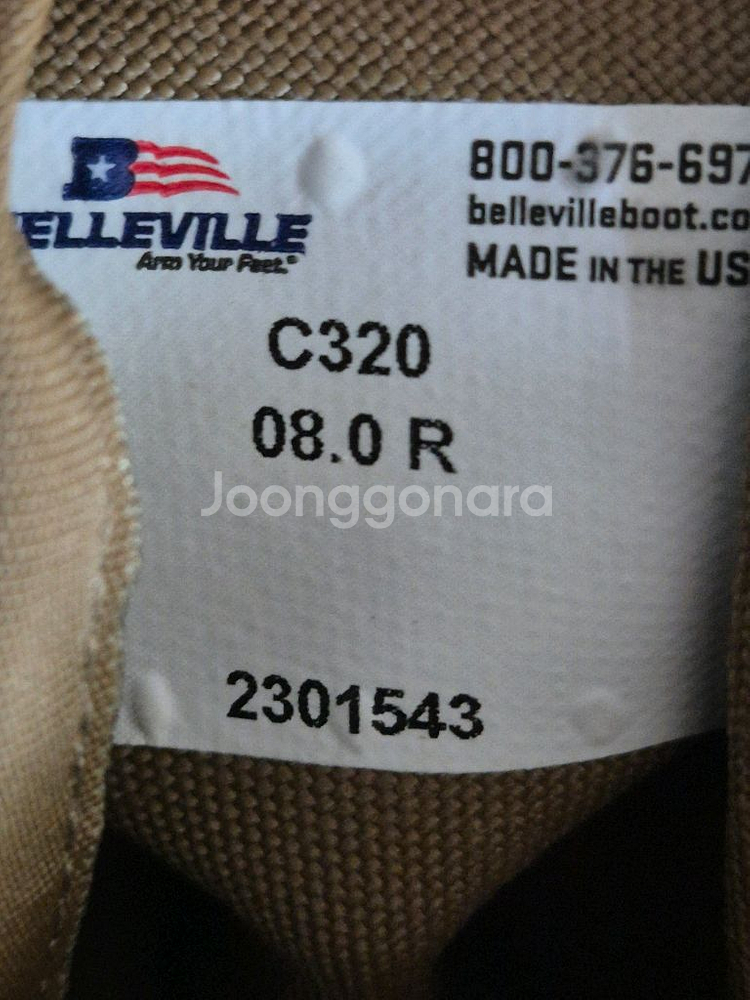 BELLEVILLE
Arm Your Feet.®
800-376-697
bellevilleboot.co
MADE IN THE US
C320
08.0 R
Joonggonara
2301543